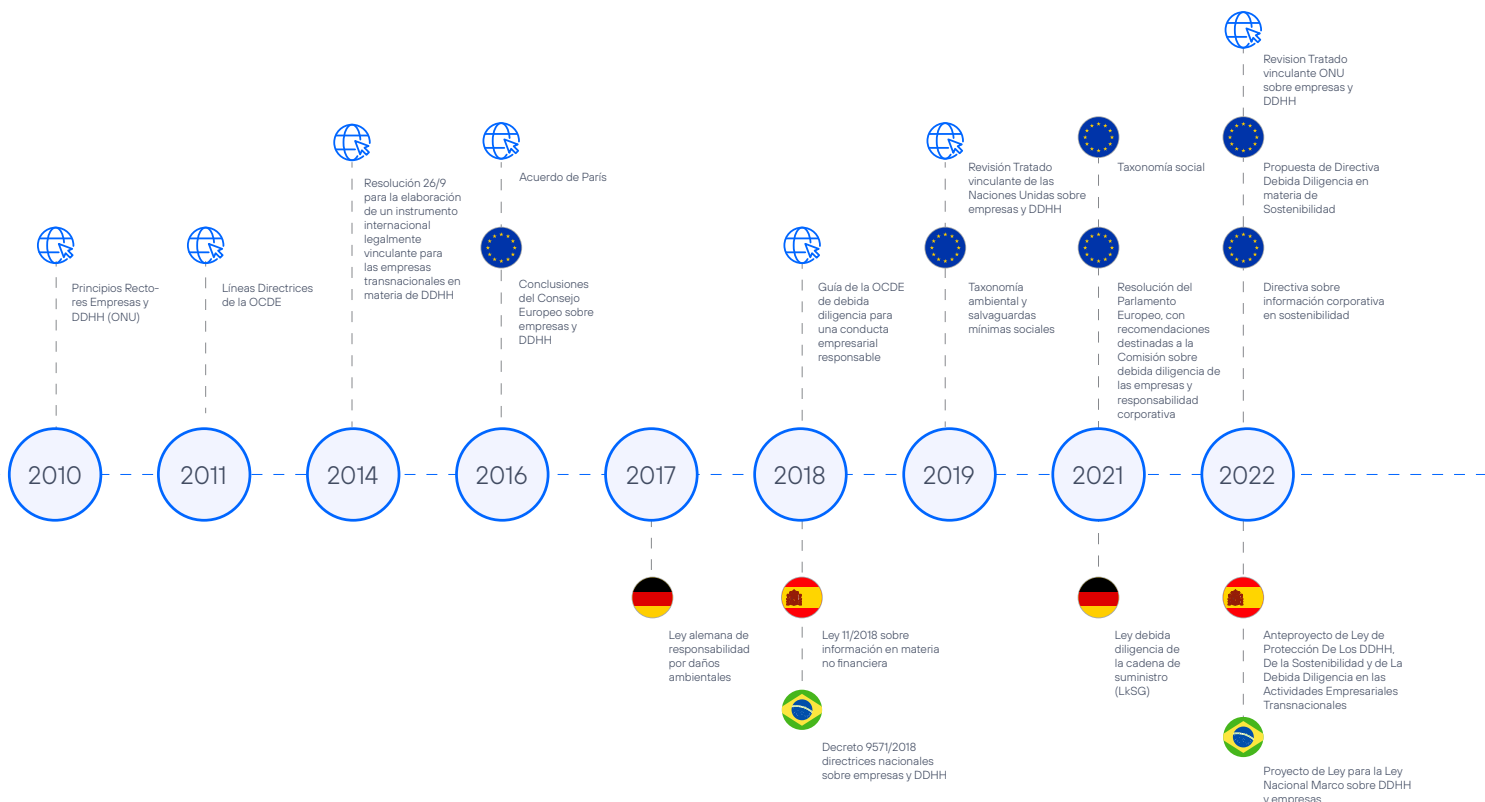 Principios Recto-
res Empresas y
DDHH (ONU)
Líneas Directrices
de la OCDE
Resolución 26/9
para la elaboración
de un instrumento
internacional
legalmente
vinculante para
las empresas
transnacionales en
materia de DDHH
Acuerdo de París
Conclusiones
del Consejo
Europeo sobre
empresas y
DDHH
Guía de la OCDE
de debida
diligencia para
una conducta
empresarial
responsable
Revisión Tratado
vinculante de las
Naciones Unidas sobre
empresas y DDHH
Taxonomía
ambiental y
salvaguardas
mínimas sociales
Taxonomía social
Resolución del
Parlamento
Europeo, con
recomendaciones
destinadas a la
Comisión sobre
debida diligencia de
las empresas y
responsabilidad
corporativa
Revision Tratado
vinculante ONU
sobre empresas y
DDHH
Propuesta de Directiva
Debida Diligencia en
materia de
Sostenibilidad
Directiva sobre
información corporativa
en sostenibilidad
2010
2011
2014
2016
2017
2018
2019
2021
2022
Ley alemana de
responsabilidad
por daños
ambientales
Ley 11/2018 sobre
información en materia
no financiera
Decreto 9571/2018
directrices nacionales
sobre empresas y DDHH
Ley debida
diligencia de
la cadena de
suministro
(LkSG)
Anteproyecto de Ley de
Protección De Los DDHH,
De la Sostenibilidad y de La
Debida Diligencia en las
Actividades Empresariales
Transnacionales
Proyecto de Ley para la Ley
Nacional Marco sobre DDHH
y empresas